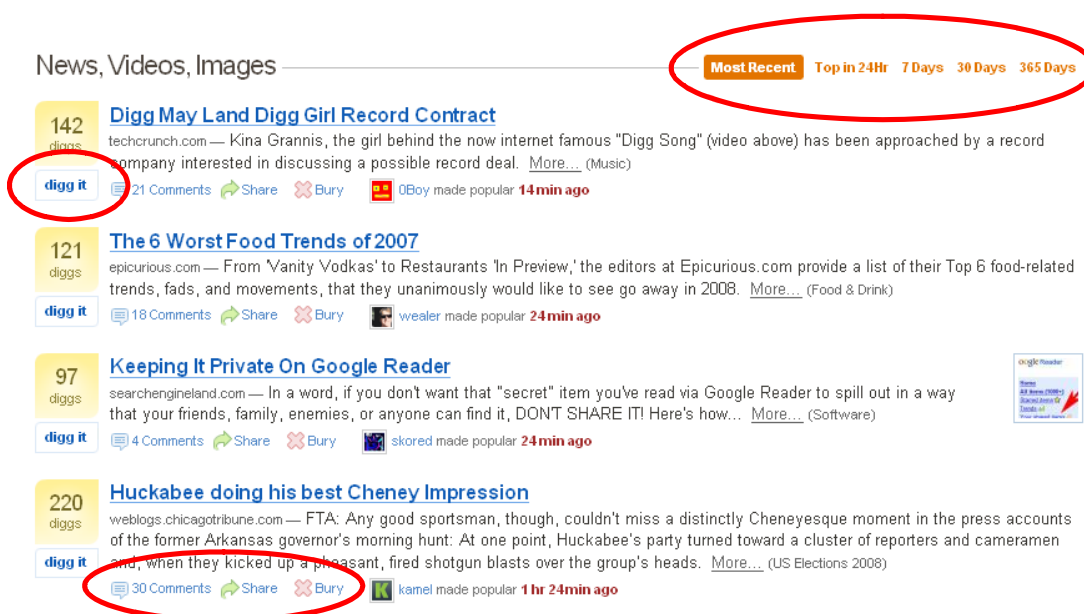 News, Videos, Images
Most Recent Top in 24Hr 7 Days 30 Days 365 Days
142
diggs
digg it
Digg May Land Digg Girl Record Contract
techcrunch.com — Kina Grannis, the girl behind the now internet famous "Digg Song" (video above) has been approached by a record
company interested in discussing a possible record deal. More... (Music)
21 Comments Share Bury 0Boy made popular 14 min ago
121
diggs
digg it
The 6 Worst Food Trends of 2007
epicurious.com — From 'Vanity Vodkas' to Restaurants 'In Preview,' the editors at Epicurious.com provide a list of their Top 6 food-related
trends, fads, and movements, that they unanimously would like to see go away in 2008. More... (Food & Drink)
18 Comments Share Bury wealer made popular 24 min ago
97
diggs
digg it
Keeping It Private On Google Reader
searchengineland.com — In a word, if you don't want that "secret" item you've read via Google Reader to spill out in a way
that your friends, family, enemies, or anyone can find it, DON'T SHARE IT! Here's how... More... (Software)
4 Comments Share Bury skored made popular 24 min ago
oogle Reader
Home
All items (1000+)
Starred items
Trends
220
diggs
digg it
Huckabee doing his best Cheney Impression
weblogs.chicagotribune.com — FTA: Any good sportsman, though, couldn't miss a distinctly Cheneyesque moment in the press accounts
of the former Arkansas governor's morning hunt: At one point, Huckabee's party turned toward a cluster of reporters and cameramen
and, when they kicked up a pheasant, fired shotgun blasts over the group's heads. More... (US Elections 2008)
30 Comments Share Bury K kamel made popular 1 hr 24 min ago